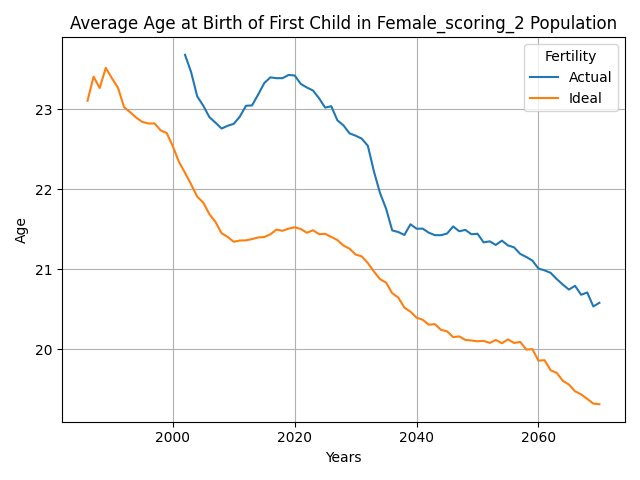 Average Age at Birth of First Child in Female_scoring_2 Population
Fertility
Actual
Ideal
Age
23
22
21
20
2000
2020
2040
2060
Years